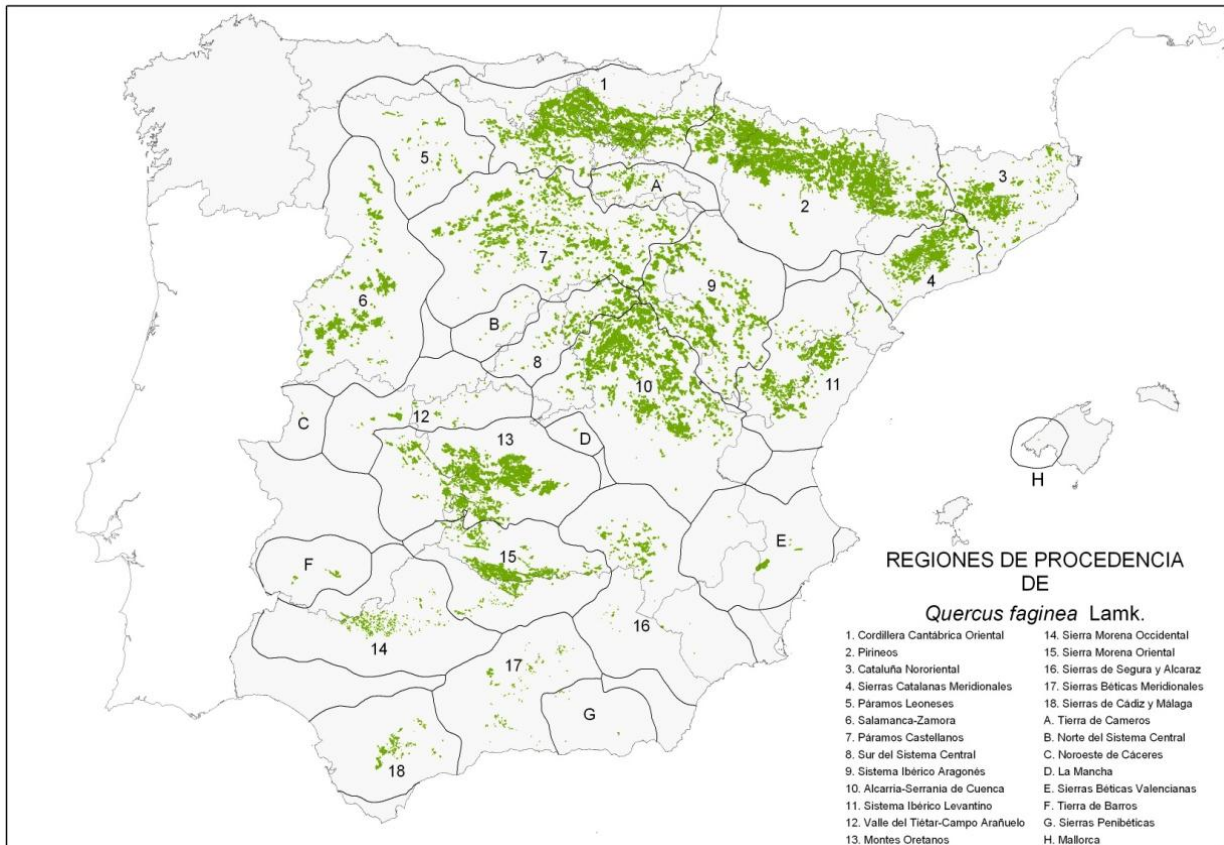 1
5
A
3
2
7
4
6
9
B
8
10
11
C
12
13
D
H
E
15
F
16
14
17
G
18
REGIONES DE PROCEDENCIA
DE
Quercus faginea Lamk.
1. Cordillera Cantábrica Oriental
2. Pirineos
3. Cataluña Nororiental
4. Sierras Catalanas Meridionales
5. Páramos Leoneses
6. Salamanca-Zamora
7. Páramos Castellanos
8. Sur del Sistema Central
9. Sistema Ibérico Aragonés
10. Alcarria-Serranía de Cuenca
11. Sistema Ibérico Levantino
12. Valle del Tiétar-Campo Arañuelo
13. Montes Oretanos
14. Sierra Morena Occidental
15. Sierra Morena Oriental
16. Sierras de Segura y Alcaraz
17. Sierras Béticas Meridionales
18. Sierras de Cádiz y Málaga
A. Tierra de Cameros
B. Norte del Sistema Central
C. Noroeste de Cáceres
D. La Mancha
E. Sierras Béticas Valencianas
F. Tierra de Barros
G. Sierras Penibéticas
H. Mallorca